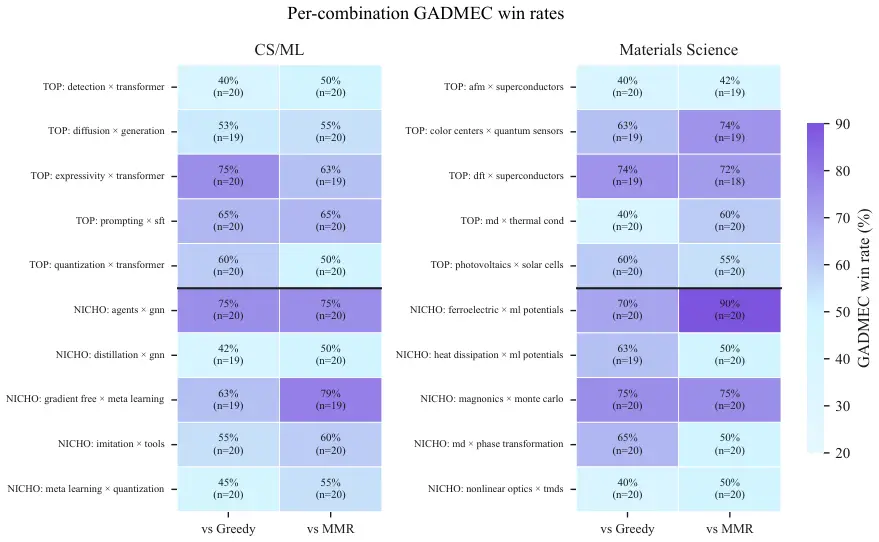 Per-combination GADMEC win rates
CS/ML
TOP: detection × transformer
40%
(n=20)
50%
(n=20)
TOP: diffusion × generation
53%
(n=19)
55%
(n=20)
TOP: expressivity × transformer
75%
(n=20)
63%
(n=19)
TOP: prompting × sft
65%
(n=20)
65%
(n=20)
TOP: quantization × transformer
60%
(n=20)
50%
(n=20)
NICHO: agents × gnn
75%
(n=20)
75%
(n=20)
NICHO: distillation × gnn
42%
(n=19)
50%
(n=20)
NICHO: gradient free × meta learning
63%
(n=19)
79%
(n=19)
NICHO: imitation × tools
55%
(n=20)
60%
(n=20)
NICHO: meta learning × quantization
45%
(n=20)
55%
(n=20)
vs Greedy
vs MMR
Materials Science
TOP: afm × superconductors
40%
(n=20)
42%
(n=19)
TOP: color centers × quantum sensors
63%
(n=19)
74%
(n=19)
TOP: dft × superconductors
74%
(n=19)
72%
(n=18)
TOP: md × thermal cond
40%
(n=20)
60%
(n=20)
TOP: photovoltaics × solar cells
60%
(n=20)
55%
(n=20)
NICHO: ferroelectric × ml potentials
70%
(n=20)
90%
(n=20)
NICHO: heat dissipation × ml potentials
63%
(n=19)
50%
(n=20)
NICHO: magnonics × monte carlo
75%
(n=20)
75%
(n=20)
NICHO: md × phase transformation
65%
(n=20)
50%
(n=20)
NICHO: nonlinear optics × tmds
40%
(n=20)
50%
(n=20)
vs Greedy
vs MMR
90
80
70
60
50
40
30
20
GADMEC win rate (%)